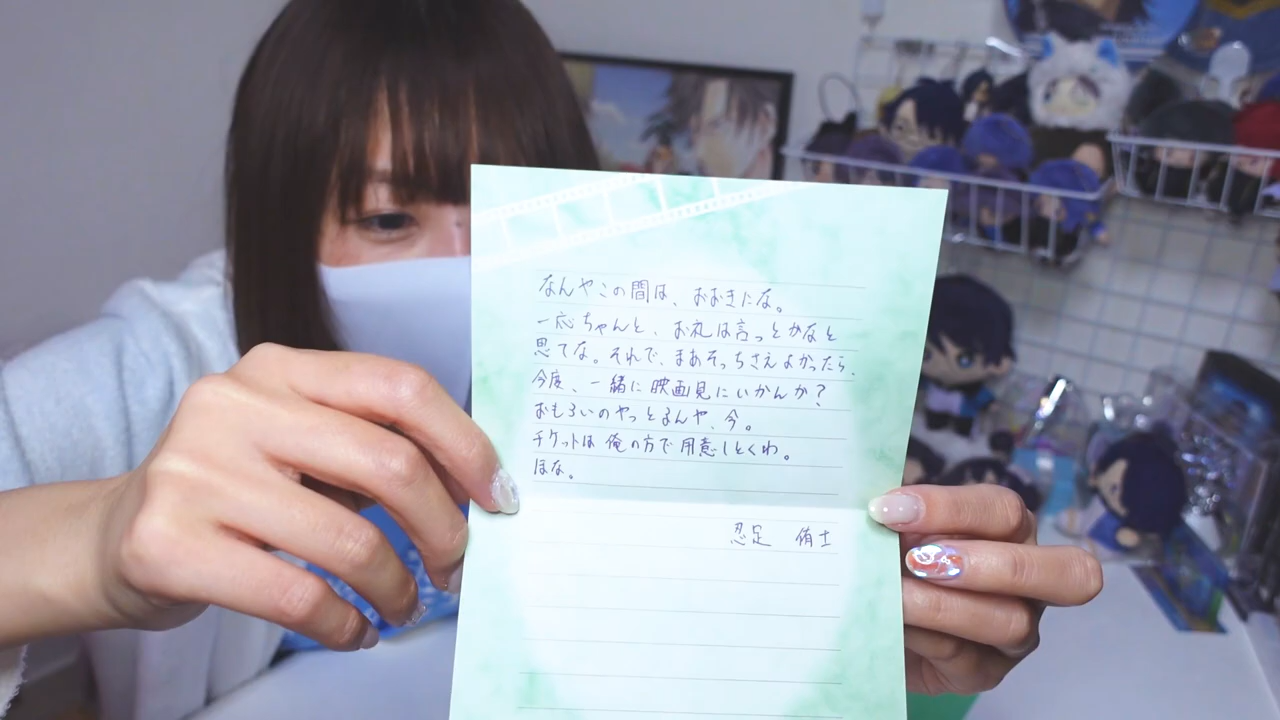 なんやこの間は、おおきにな。
一応ちゃんと、お礼は言っとかなと
思てな。それで、まあそっちさえよかったら、
今度、一緒に映画見にいかんか?
おもろいのやっとるんや、今。
チケットは俺の方で用意しとくわ。
ほな。
忍足 侑士